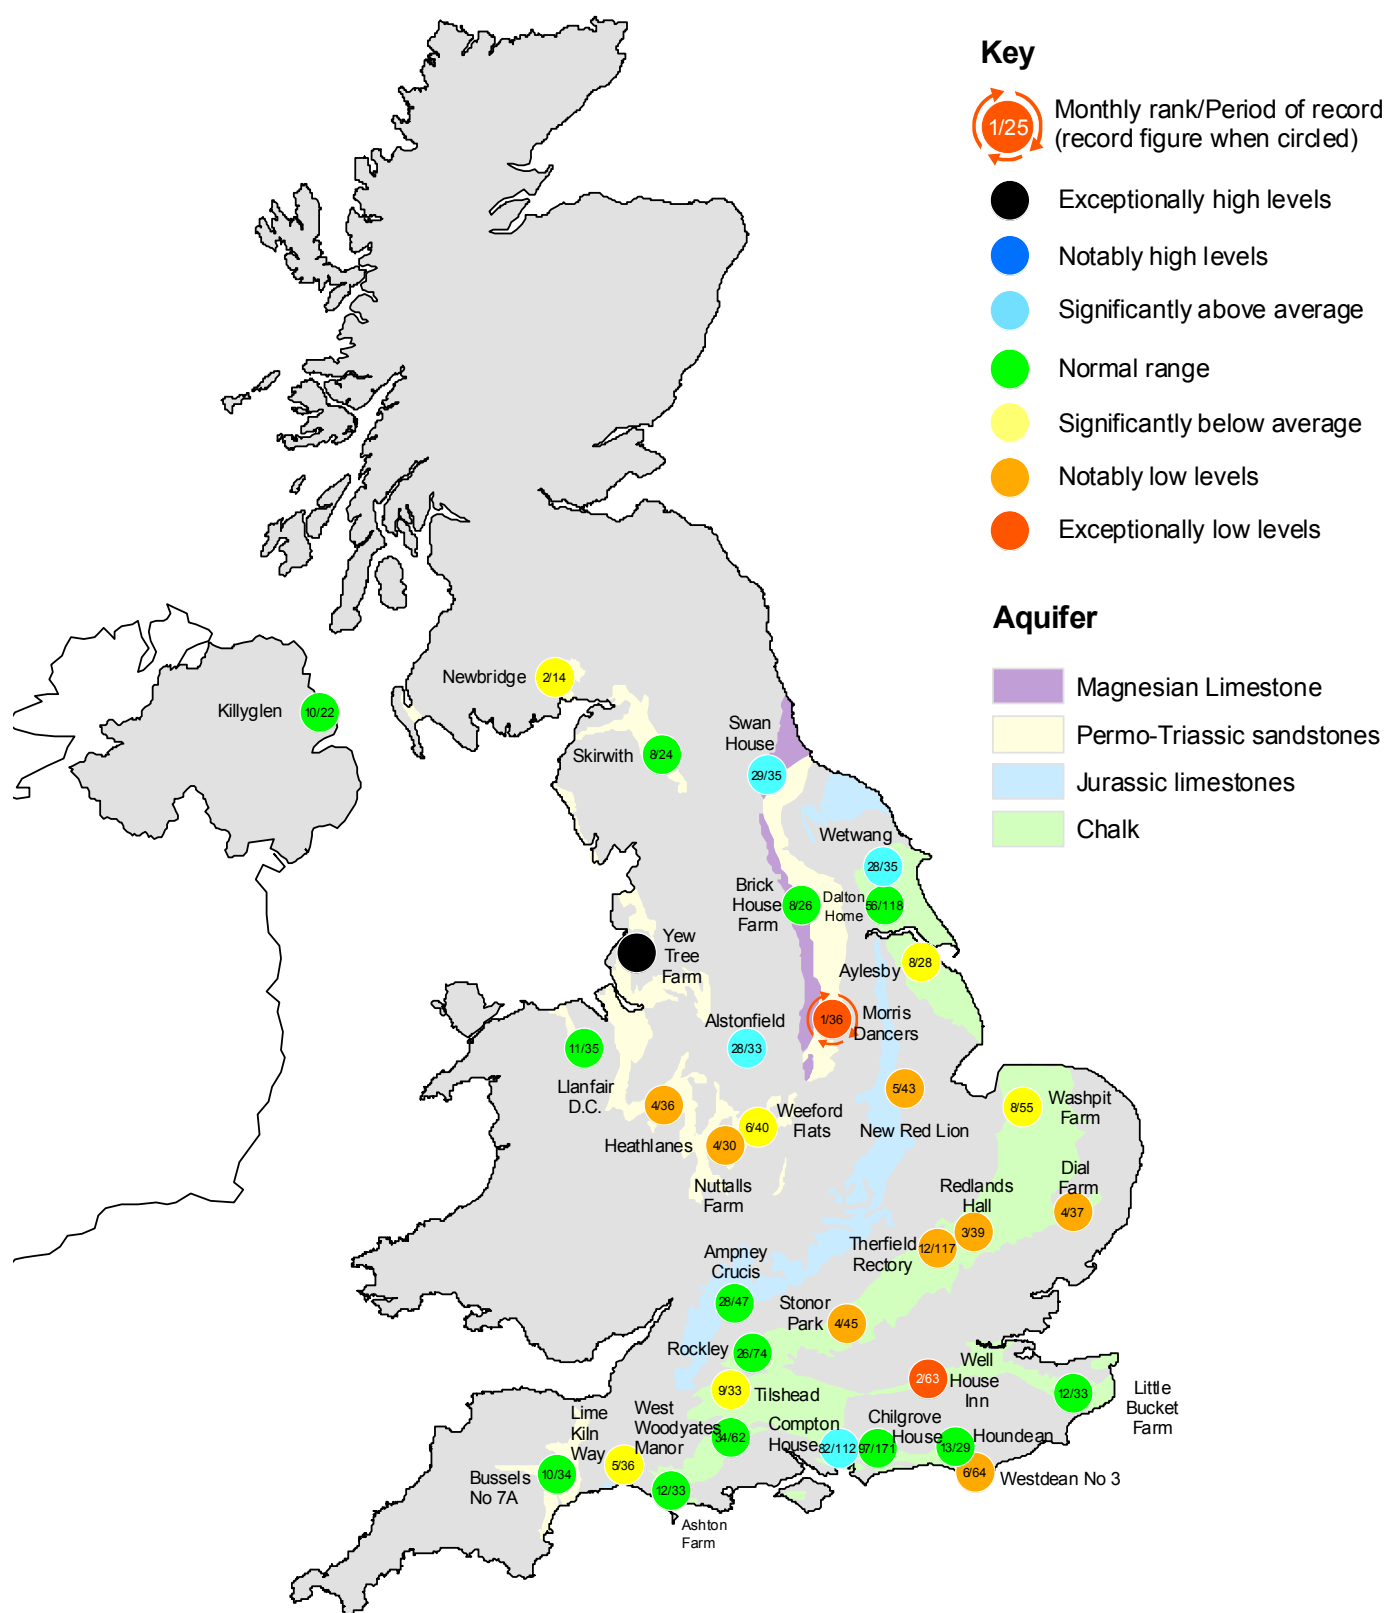 Key
1/25
Monthly rank/Period of record
(record figure when circled)
Exceptionally high levels
Notably high levels
Significantly above average
Normal range
Significantly below average
Notably low levels
Exceptionally low levels
Aquifer
Magnesian Limestone
Permo-Triassic sandstones
Jurassic limestones
Chalk
Newbridge
2/14
Killyglen
10/22
Skirwith
8/24
Swan
House
29/35
Wetwang
28/35
Brick
House
Farm
8/26
Dalton
Home
56/118
Yew
Tree
Farm
Aylesby
8/28
Morris
Dancers
1/36
Alstonfield
28/33
11/35
Llanfair
D.C.
4/36
Heathlanes
Weeford
Flats
6/40
4/30
Nuttalls
Farm
5/43
New Red Lion
8/55
Washpit
Farm
Dial
Farm
4/37
Redlands
Hall
3/39
Therfield
Rectory
12/117
Ampney
Crucis
28/47
Stonor
Park
4/45
Rockley
26/74
9/33
Tilshead
2/63
Well
House
Inn
12/33
Little
Bucket
Farm
Lime
Kiln
Way
5/36
West
Woodyates
Manor
34/62
Compton
House
82/112
Chilgrove
House
97/171
13/29
Houndean
6/64
Westdean No 3
Bussels
No 7A
10/34
12/33
Ashton
Farm